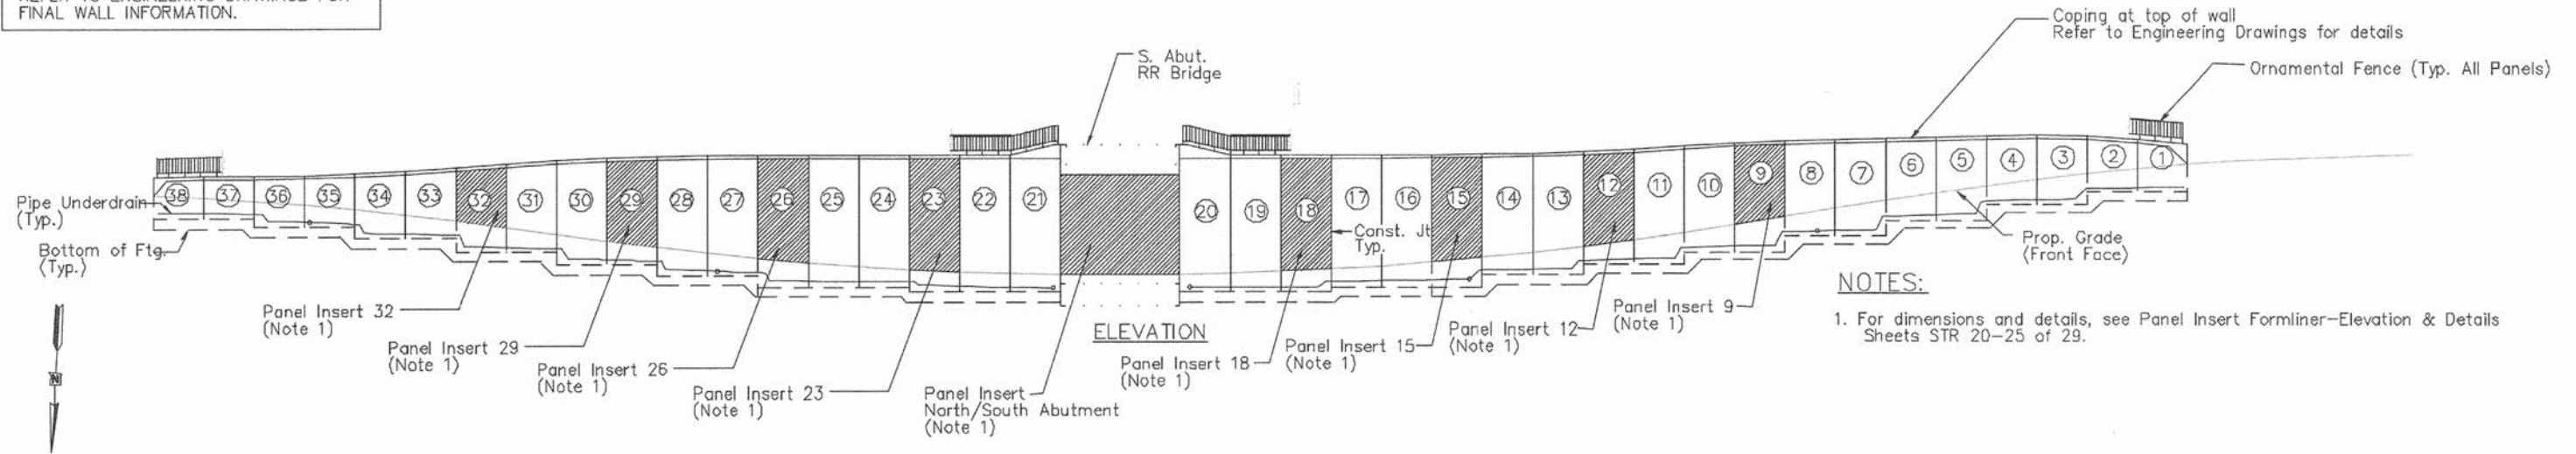 FINAL WALL INFORMATION.
Coping at top of wall
Refer to Engineering Drawings for details
Ornamental Fence (Typ. All Panels)
S. Abut.
RR Bridge
38
37
36
35
34
33
32
31
30
29
28
27
26
25
24
23
22
21
20
19
18
17
16
15
14
13
12
11
10
9
8
7
6
5
4
3
2
1
Pipe Underdrain
(Typ.)
Bottom of Ftg.
(Typ.)
Const. Jt
Typ.
Prop. Grade
(Front Face)
Panel Insert 32
(Note 1)
Panel Insert 29
(Note 1)
Panel Insert 26
(Note 1)
Panel Insert 23
(Note 1)
Panel Insert
North/South Abutment
(Note 1)
ELEVATION
Panel Insert 18
(Note 1)
Panel Insert 15
(Note 1)
Panel Insert 12
(Note 1)
Panel Insert 9
(Note 1)
NOTES:
1. For dimensions and details, see Panel Insert Formliner-Elevation & Details
Sheets STR 20-25 of 29.
N